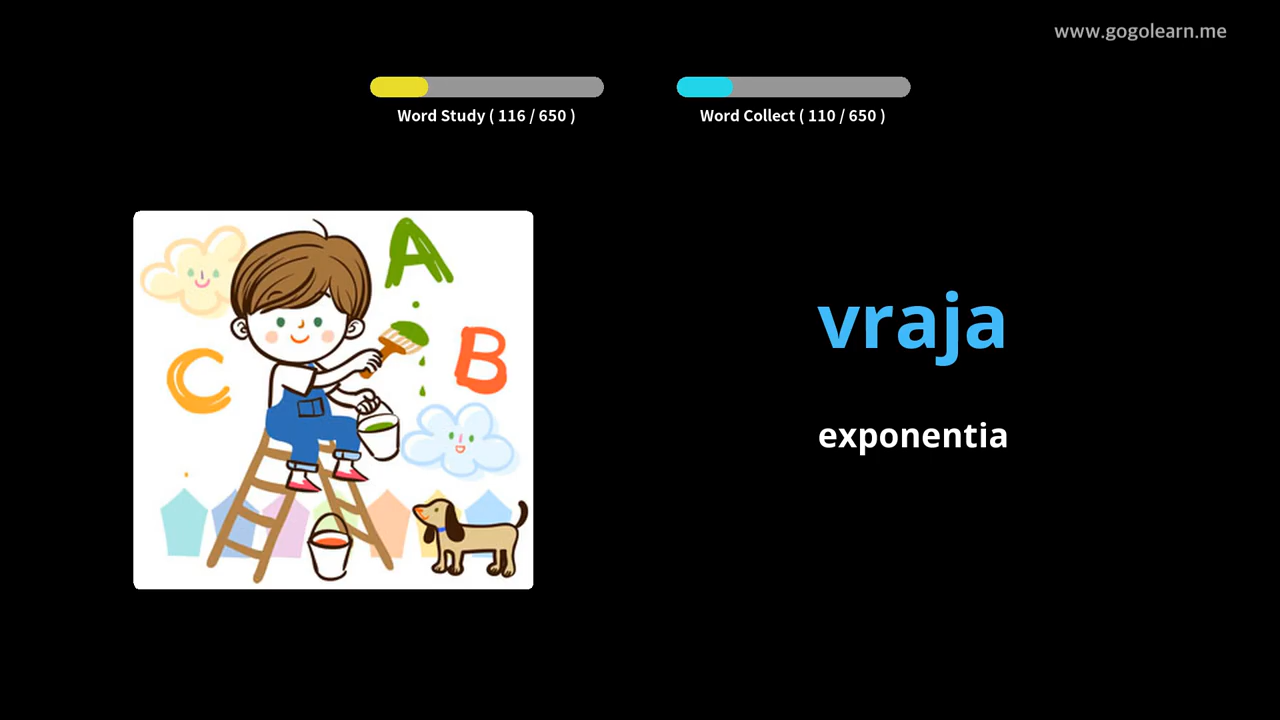 www.gogolearn.me
Word Study ( 116 / 650 )
Word Collect ( 110 / 650 )
A
B
C
vraja
exponentia